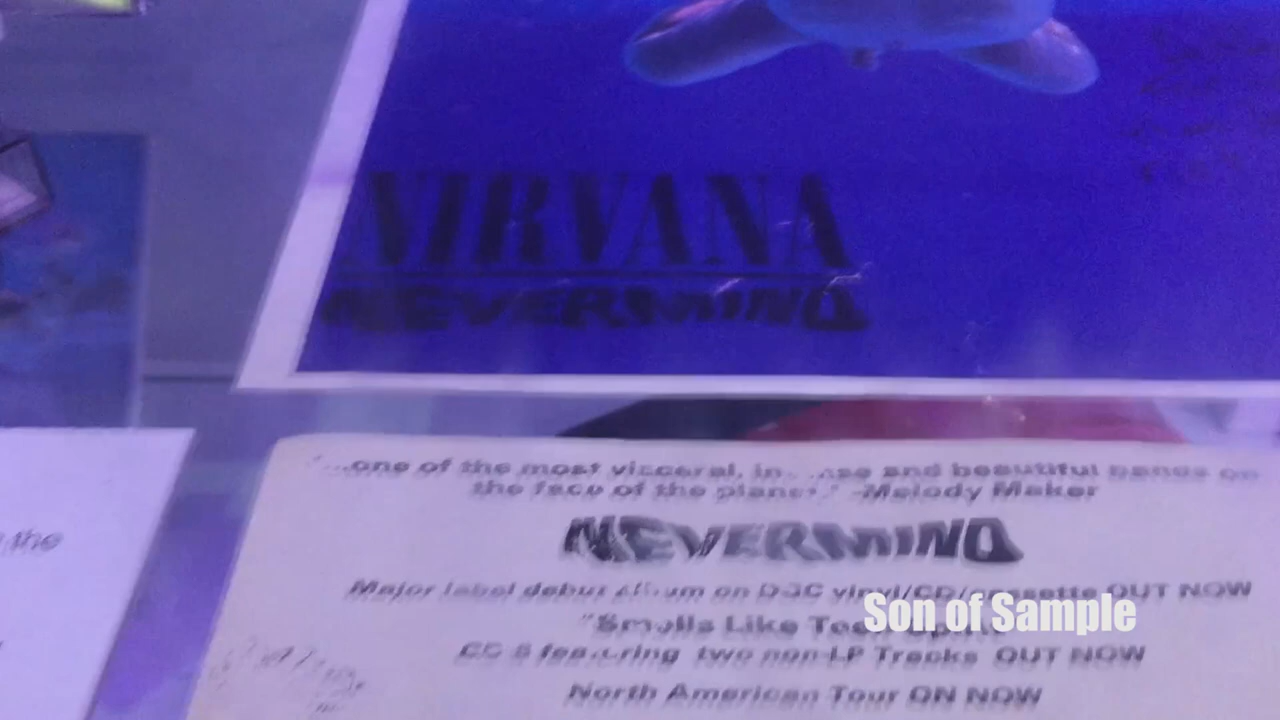 NIRVANA
NEVERMIND
"...one of the most visceral, and beautiful bands on
the face of the planet." -Melody Maker
NEVERMIND
Major label debut album on DGC vinyl/CD/cassette OUT NOW
"Smells Like Teen Spirit"
CD 5 featuring two non-LP Tracks OUT NOW
North American Tour ON NOW
the
Son of Sample